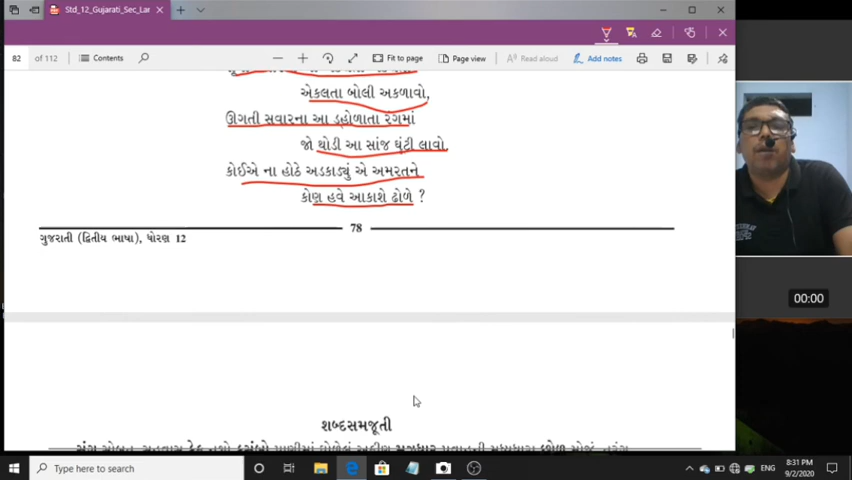 Std_12_Gujarati_Sec_Lar
82 of 112
Contents
Fit to page
Page view
Read aloud
Add notes
એકલતા બોલી અકળાવો,
ઊગતી સવારના આ ડ્હોળાતા રંગમાં
જો થોડી આ સાંજ ઘૂંટી લાવો.
કોઈએ ના હોઠે અડકાડ્યું એ અમરતને
કોણ હવે આકાશે ઢોળે ?
78
ગુજરાતી (દ્વિતીય ભાષા), ધોરણ 12
શબ્દસમજૂતી
00:00
Type here to search
ENG
8:31 PM
9/2/2020